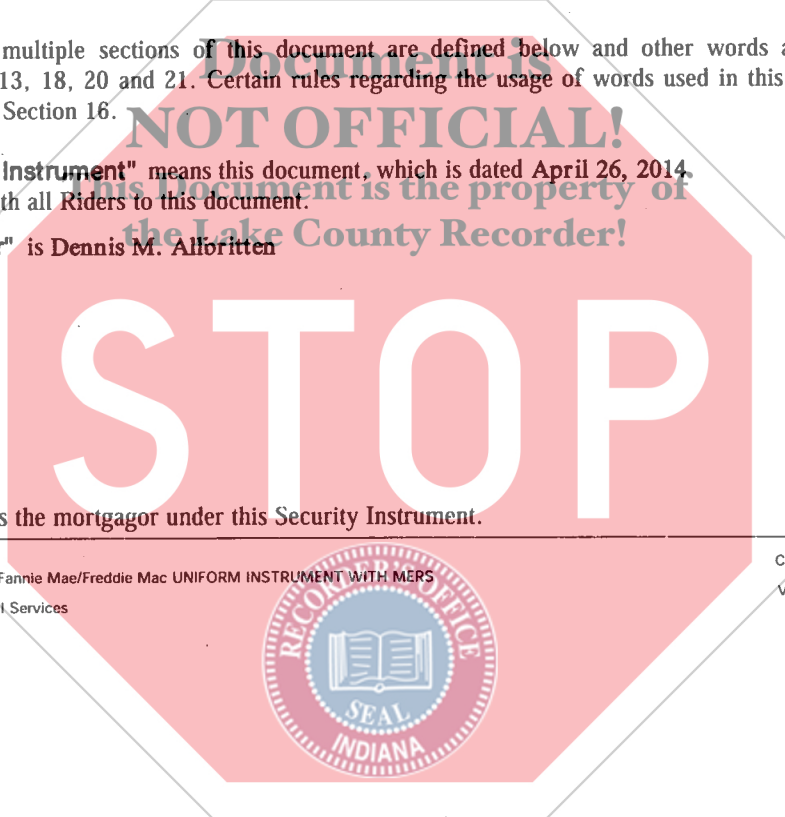 multiple sections of this document are defined below and other words a
Document is
13, 18, 20 and 21. Certain rules regarding the usage of words used in this
Section 16.
NOT OFFICIAL!
Instrument" means this document, which is dated April 26, 2014.
This Document is the property of
th all Riders to this document.
the Lake County Recorder!
r" is Dennis M. Allbritten
STOP
s the mortgagor under this Security Instrument.
Fannie Mae/Freddie Mac UNIFORM INSTRUMENT WITH MERS
l Services
RECORDER'S OFFICE
SEAL
INDIANA